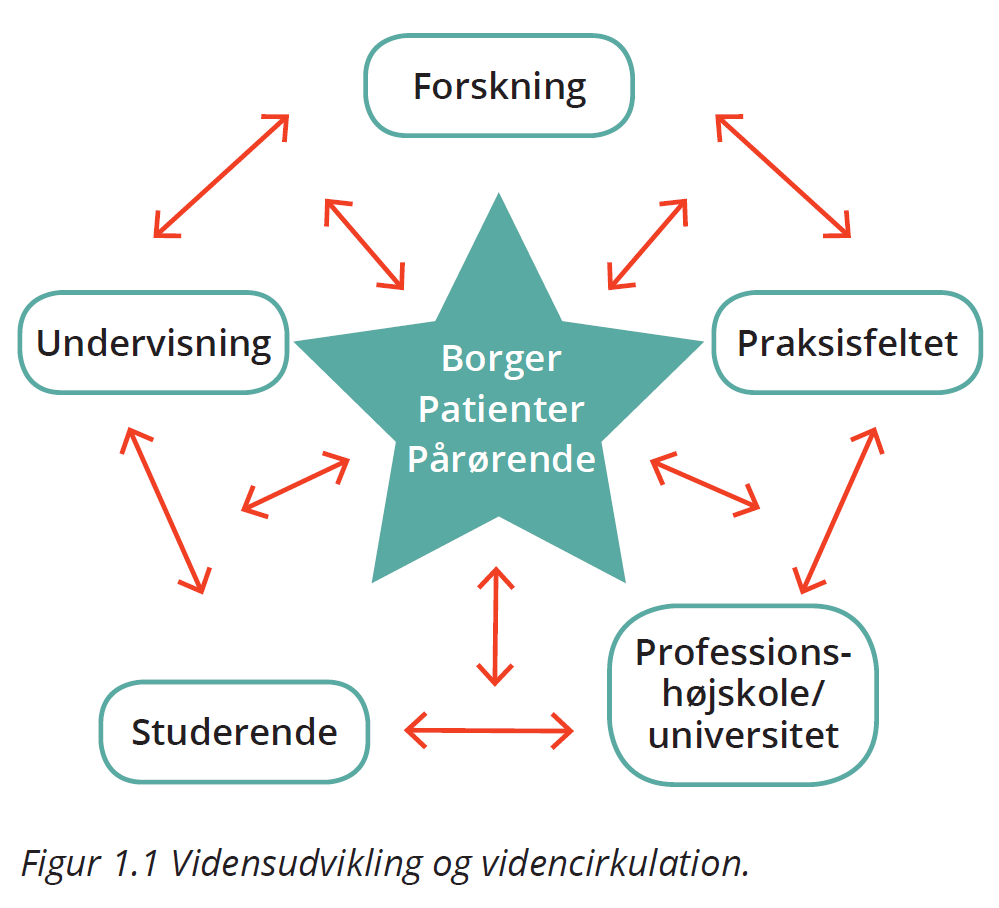 Forskning
Undervisning
Borger
Patienter
Pårørende
Praksisfeltet
Studerende
Professions-
højskole/
universitet
Figur 1.1 Vidensudvikling og videncirkulation.